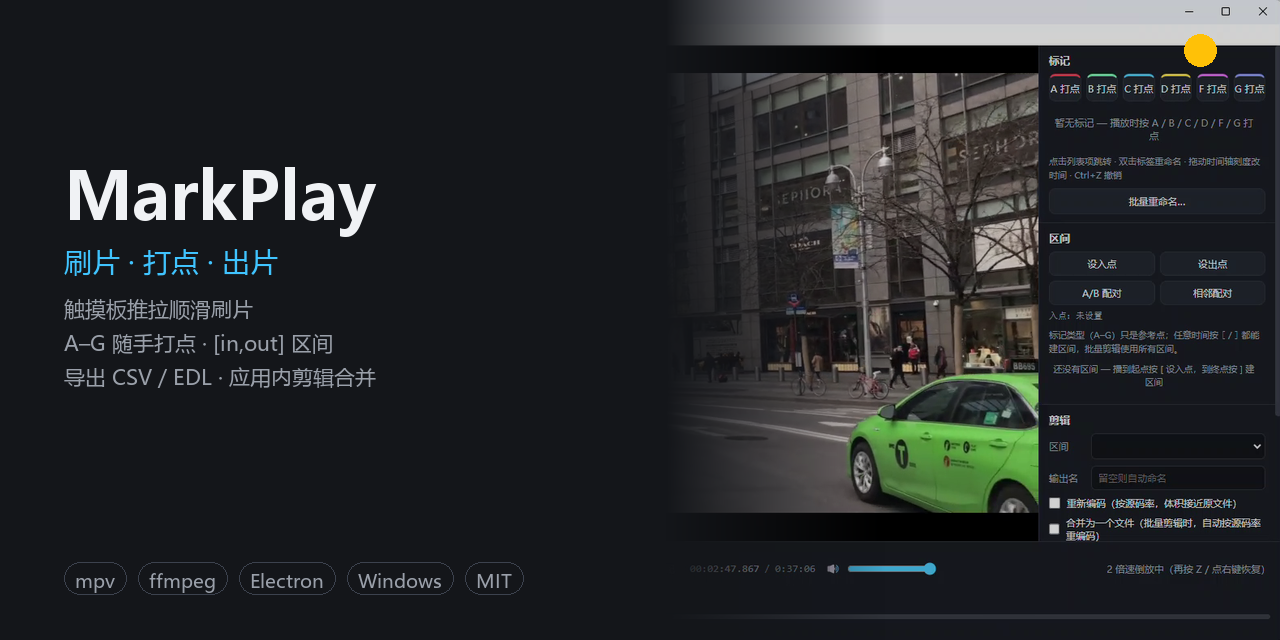 MarkPlay
刷片 · 打点 · 出片
触摸板推拉顺滑刷片
A–G 随手打点 · [in,out] 区间
导出 CSV / EDL · 应用内剪辑合并
mpv
ffmpeg
Electron
Windows
MIT
SEPHORA
SEPHOR
COACH
BB695
T
标记
A 打点
B 打点
C 打点
D 打点
F 打点
G 打点
暂无标记 — 播放时按 A / B / C / D / F / G 打
点
点击列表项跳转 · 双击标签重命名 · 拖动时间轴刻度改
时间 · Ctrl+Z 撤销
批量重命名...
区间
设入点
设出点
A/B 配对
相邻配对
入点：未设置
标记类型（A–G）只是参考点；任意时间按 [ / ] 都能
建区间，批量剪辑使用所有区间。
还没有区间 — 播到起点按 [ 设入点，到终点按 ] 建
区间
剪辑
区间
输出名
留空则自动命名
重新编码（按源码率，体积接近原文件）
合并为一个文件（批量剪辑时，自动按源码率
重编码）
00:02:47.867 / 0:37:06
2 倍速倒放中（再按 Z / 点右键恢复）